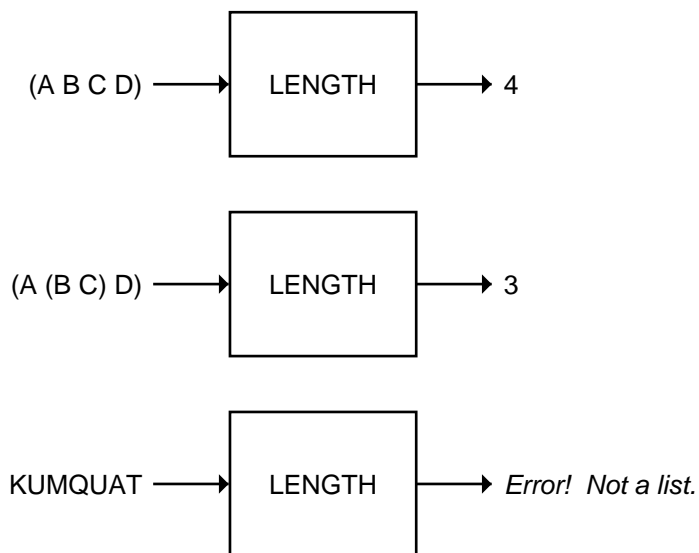 (A B C D) LENGTH 4
(A (B C) D) LENGTH 3
KUMQUAT LENGTH Error! Not a list.